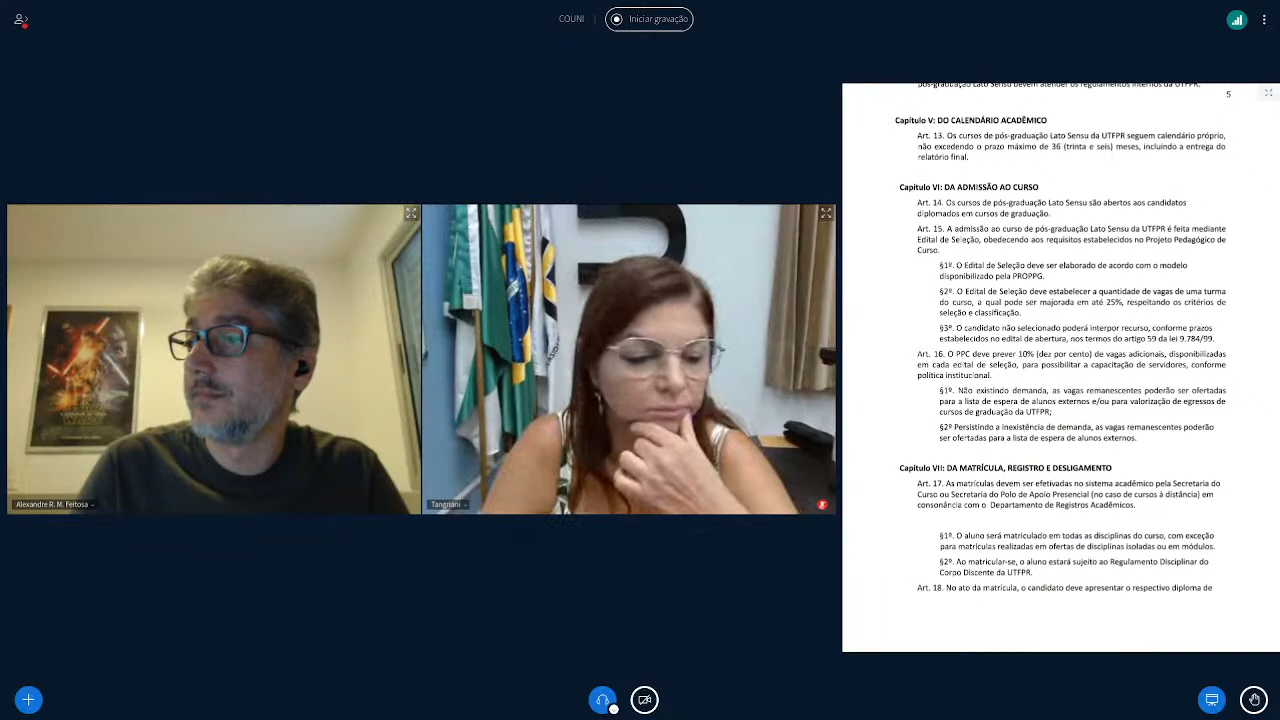 COUNI
Iniciar gravação
pós-graduação Lato Sensu devem atender os regulamentos internos da UTFPR.
5
Capítulo V: DO CALENDÁRIO ACADÊMICO
Art. 13. Os cursos de pós-graduação Lato Sensu da UTFPR seguem calendário próprio,
não excedendo o prazo máximo de 36 (trinta e seis) meses, incluindo a entrega do
relatório final.
Capítulo VI: DA ADMISSÃO AO CURSO
Art. 14. Os cursos de pós-graduação Lato Sensu são abertos aos candidatos
diplomados em cursos de graduação.
Art. 15. A admissão ao curso de pós-graduação Lato Sensu da UTFPR é feita mediante
Edital de Seleção, obedecendo aos requisitos estabelecidos no Projeto Pedagógico de
Curso.
§1º. O Edital de Seleção deve ser elaborado de acordo com o modelo
disponibilizado pela PROPPG.
§2º. O Edital de Seleção deve estabelecer a quantidade de vagas de uma turma
do curso, a qual pode ser majorada em até 25%, respeitando os critérios de
seleção e classificação.
§3º. O candidato não selecionado poderá interpor recurso, conforme prazos
estabelecidos no edital de abertura, nos termos do artigo 59 da lei 9.784/99.
Art. 16. O PPC deve prever 10% (dez por cento) de vagas adicionais, disponibilizadas
em cada edital de seleção, para possibilitar a capacitação de servidores, conforme
política institucional.
§1º. Não existindo demanda, as vagas remanescentes poderão ser ofertadas
para a lista de espera de alunos externos e/ou para valorização de egressos de
cursos de graduação da UTFPR;
§2º Persistindo a inexistência de demanda, as vagas remanescentes poderão
ser ofertadas para a lista de espera de alunos externos.
Capítulo VII: DA MATRÍCULA, REGISTRO E DESLIGAMENTO
Art. 17. As matrículas devem ser efetivadas no sistema acadêmico pela Secretaria do
Curso ou Secretaria do Polo de Apoio Presencial (no caso de cursos à distância) em
consonância com o Departamento de Registros Acadêmicos.
§1º. O aluno será matriculado em todas as disciplinas do curso, com exceção
para matrículas realizadas em ofertas de disciplinas isoladas ou em módulos.
§2º. Ao matricular-se, o aluno estará sujeito ao Regulamento Disciplinar do
Corpo Discente da UTFPR.
Art. 18. No ato da matrícula, o candidato deve apresentar o respectivo diploma de
Alexandre R. M. Feitosa
Tangriani